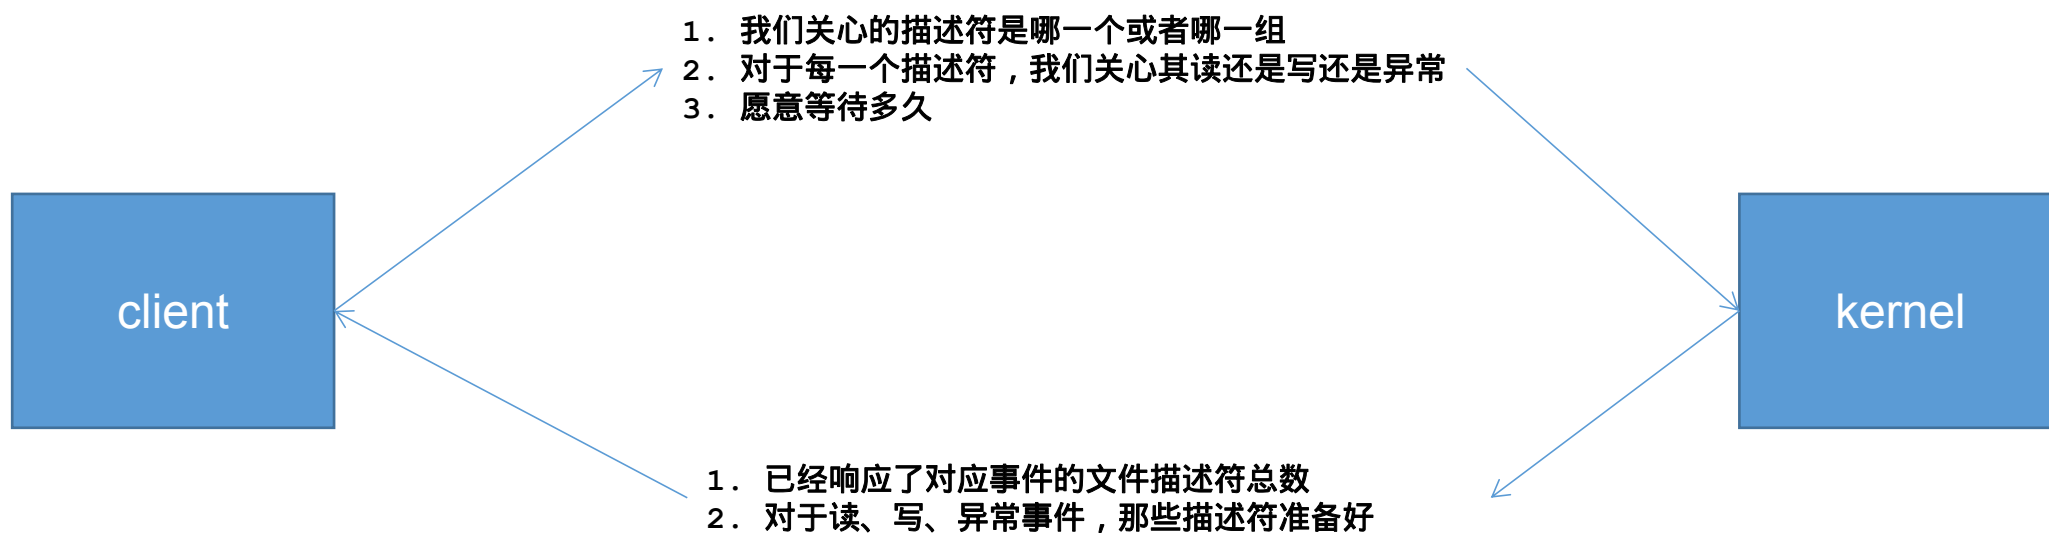 1. 我们关心的描述符是哪一个或者哪一组
2. 对于每一个描述符，我们关心其读还是写还是异常
3. 愿意等待多久
client
kernel
1. 已经响应了对应事件的文件描述符总数
2. 对于读、写、异常事件，那些描述符准备好